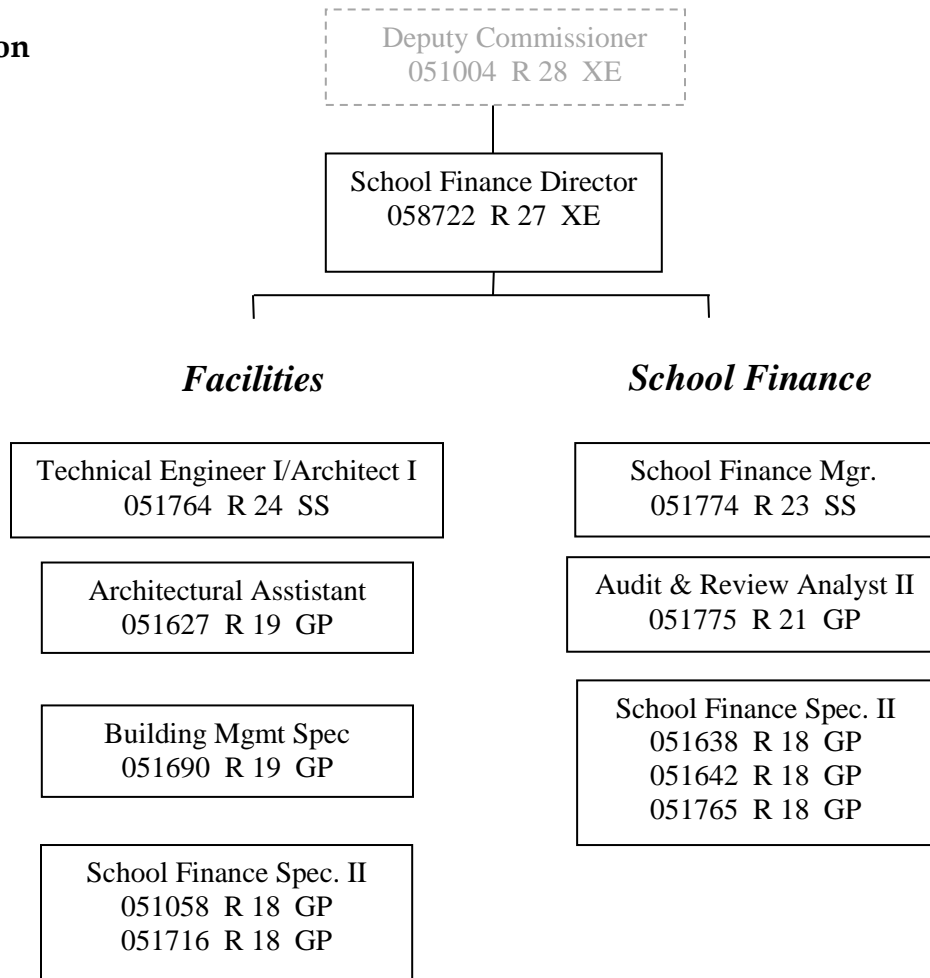 on
Deputy Commissioner
051004 R 28 XE
School Finance Director
058722 R 27 XE
Facilities
Technical Engineer I/Architect I
051764 R 24 SS
Architectural Asstistant
051627 R 19 GP
Building Mgmt Spec
051690 R 19 GP
School Finance Spec. II
051058 R 18 GP
051716 R 18 GP
School Finance
School Finance Mgr.
051774 R 23 SS
Audit & Review Analyst II
051775 R 21 GP
School Finance Spec. II
051638 R 18 GP
051642 R 18 GP
051765 R 18 GP